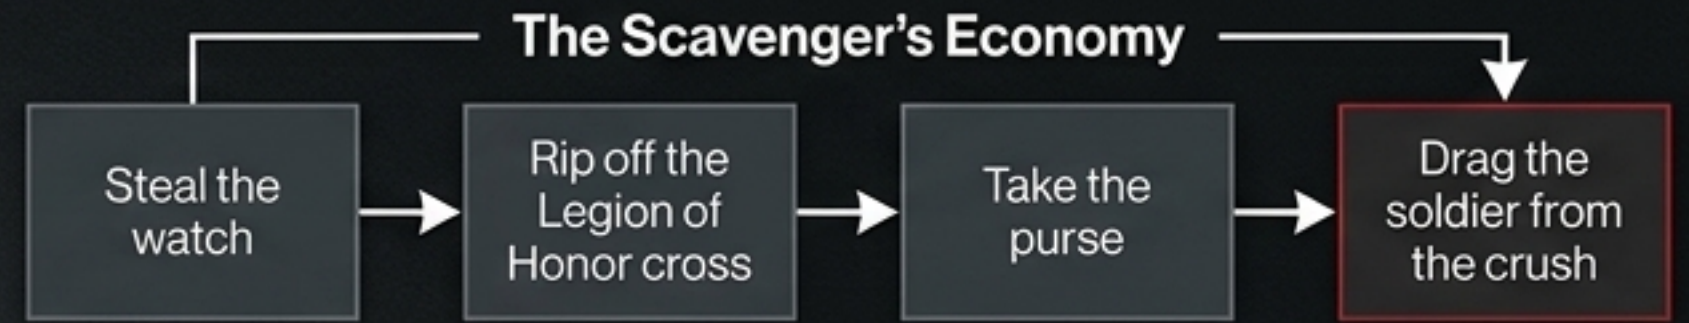 The Scavenger’s Economy
Steal the
watch
Rip off the
Legion of
Honor cross
Take the
purse
Drag the
soldier from
the crush